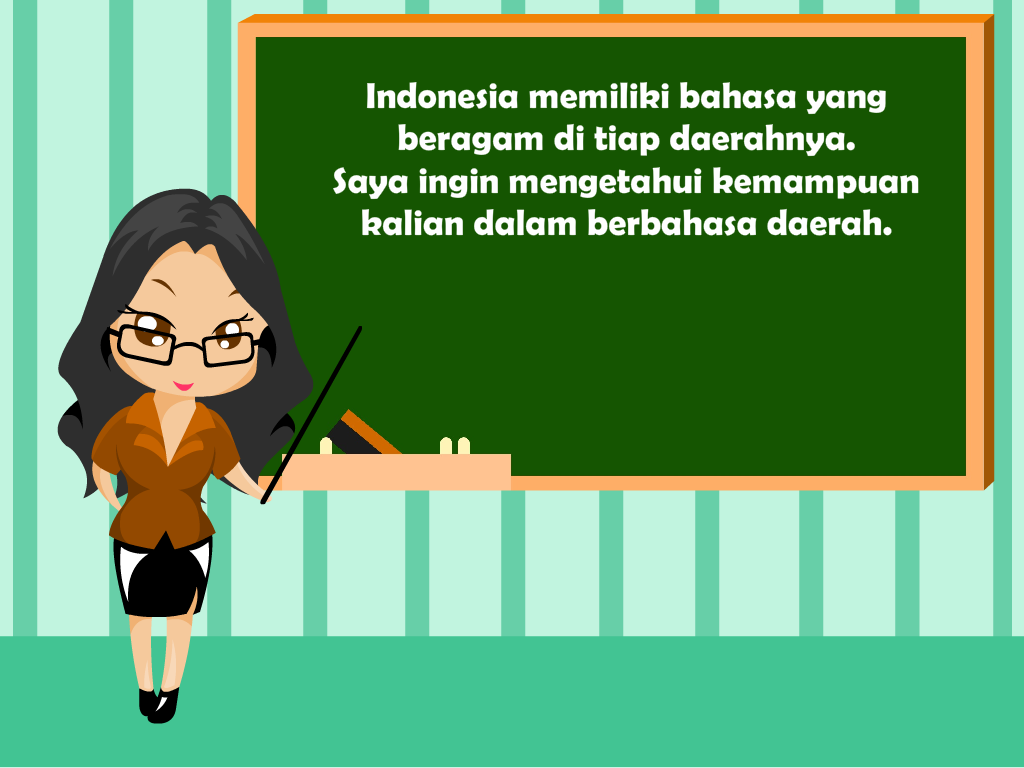 Indonesia memiliki bahasa yang
beragam di tiap daerahnya.
Saya ingin mengetahui kemampuan
kalian dalam berbahasa daerah.